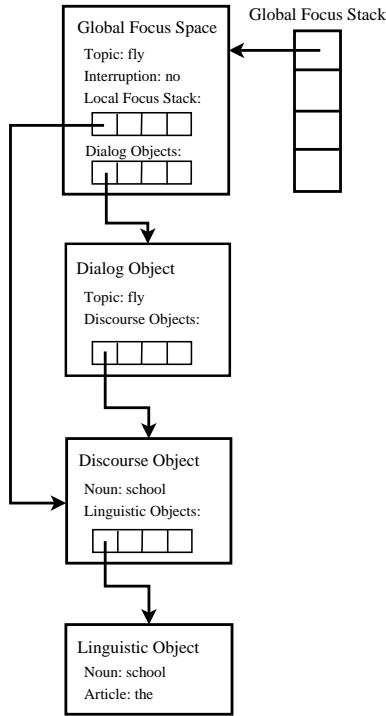 Global Focus Stack
Global Focus Space
Topic: fly
Interruption: no
Local Focus Stack:
Dialog Objects:
Dialog Object
Topic: fly
Discourse Objects:
Discourse Object
Noun: school
Linguistic Objects:
Linguistic Object
Noun: school
Article: the